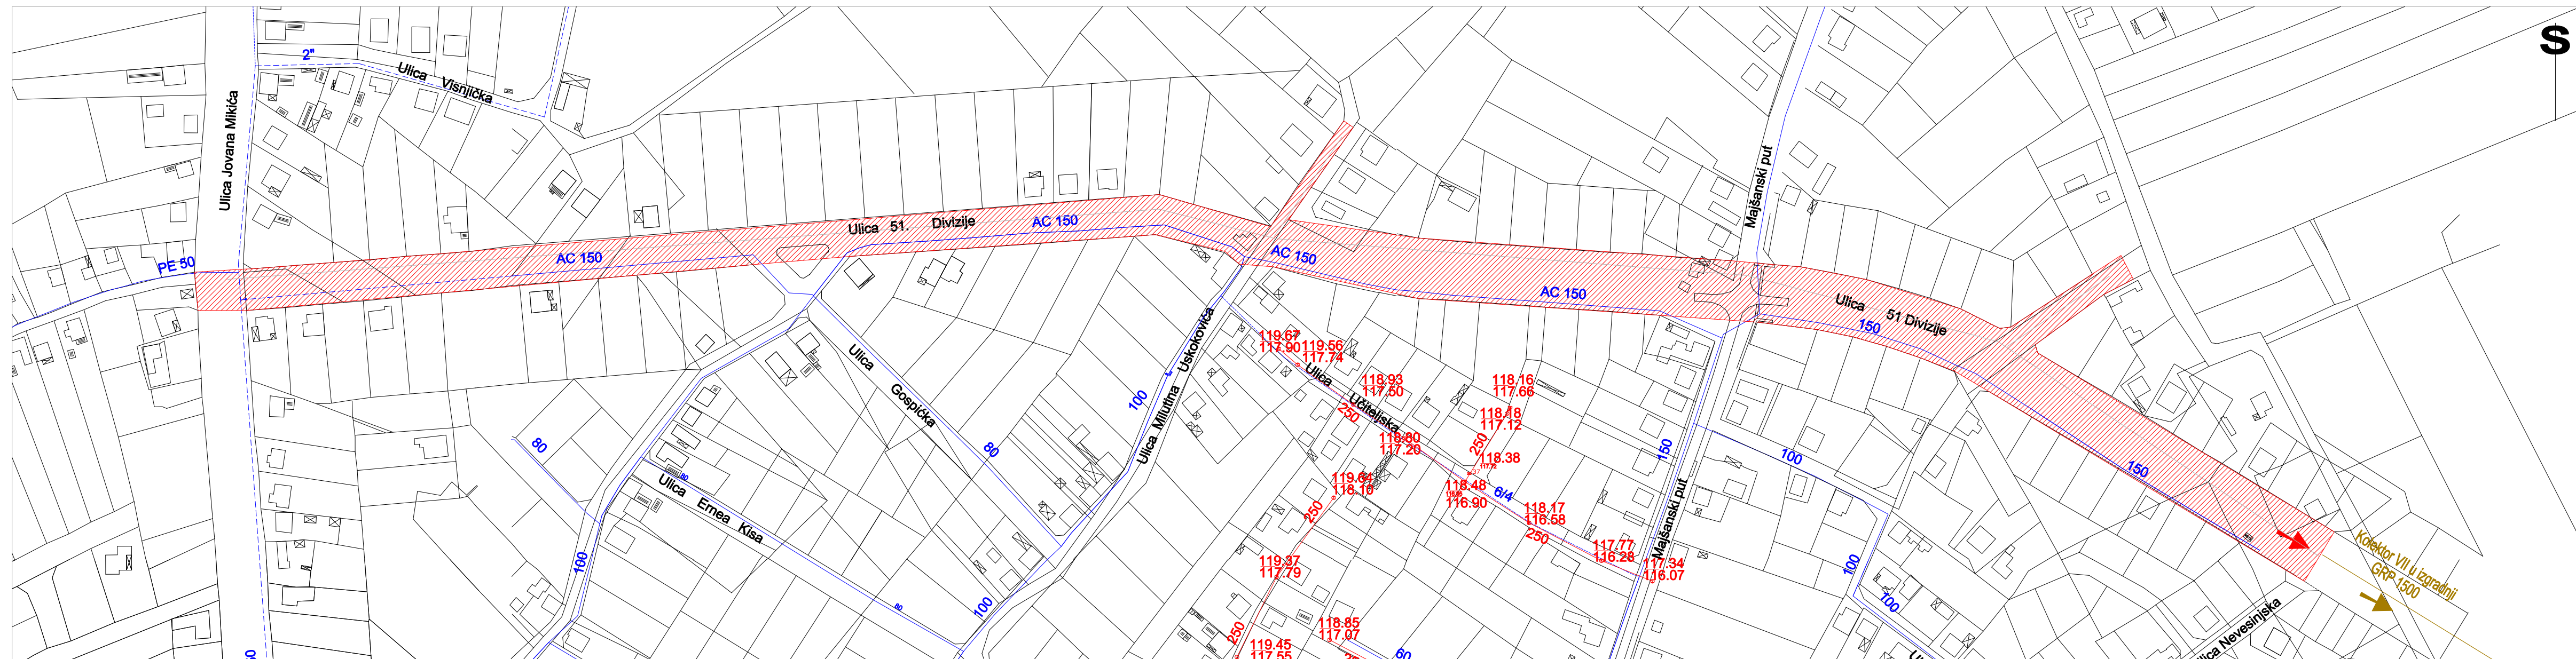 S
2"
Ulica Visnjička
Ulica Jovana Mikića
Majšanski put
Ulica 51. Divizije
AC 150
AC 150
AC 150
AC 150
PE 50
Ulica 51 Divizije
150
119.67
117.90
119.56
117.74
Ulica Učiteljska
250
118.93
117.50
118.16
117.66
118.18
117.12
250
118.60
117.20
118.38
117.12
118.48
116.90
6/4
119.64
118.10
250
118.17
116.58
250
117.77
116.28
117.34
116.07
119.37
117.79
118.85
117.07
250
119.45
117.55
60
Ulica Gospička
80
80
80
Ulica Ernea Kisa
80
100
100
100
Ulica Milutina Uskokovića
150
Majšanski put
100
100
100
150
Kolektor VII u izgradnji
GRP 1500
Ulica Nevesinjska